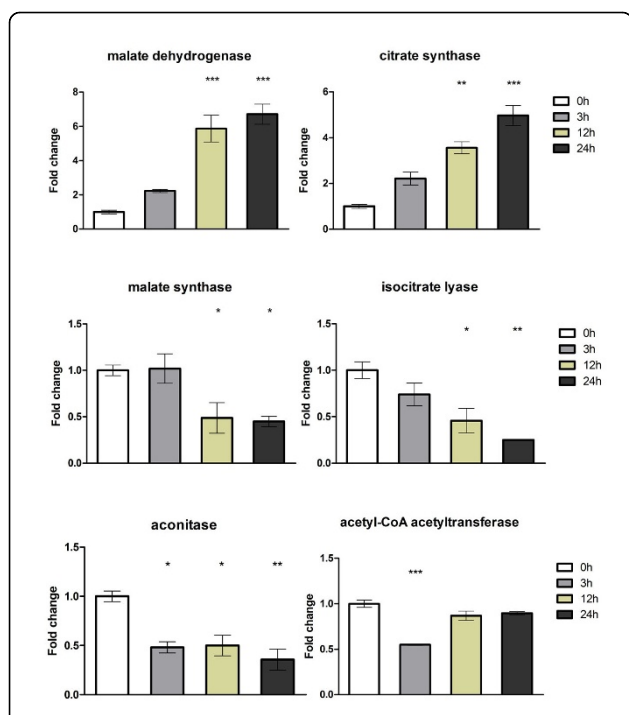 malate dehydrogenase
Fold change
8
6
4
2
0
***
***
citrate synthase
Fold change
6
4
2
0
**
***
0h
3h
12h
24h
malate synthase
Fold change
1.5
1.0
0.5
0.0
*
*
isocitrate lyase
Fold change
1.5
1.0
0.5
0.0
*
**
0h
3h
12h
24h
aconitase
Fold change
1.5
1.0
0.5
0.0
*
*
**
acetyl-CoA acetyltransferase
Fold change
1.5
1.0
0.5
0.0
***
0h
3h
12h
24h